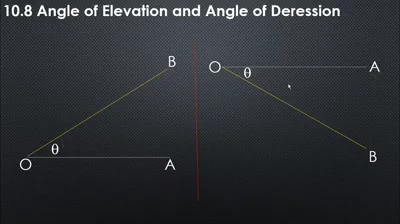 10.8 Angle of Elevation and Angle of Deression
B
θ
O
A
O
θ
A
B